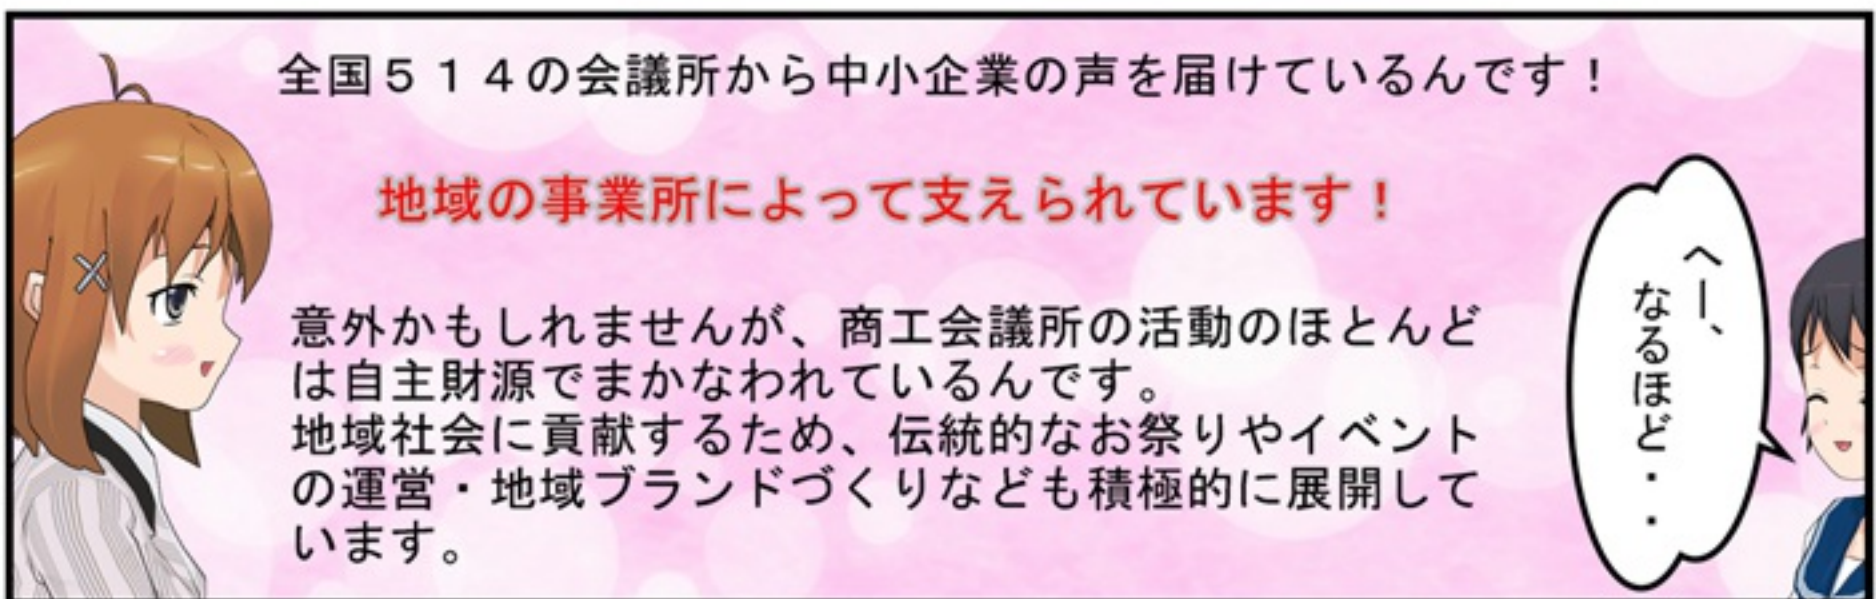 全国５１４の会議所から中小企業の声を届けているんです！
地域の事業所によって支えられています！
意外かもしれませんが、商工会議所の活動のほとんど
は自主財源でまかなわれているんです。
地域社会に貢献するため、伝統的なお祭りやイベント
の運営・地域ブランドづくりなども積極的に展開して
います。
へー、
なるほど・・